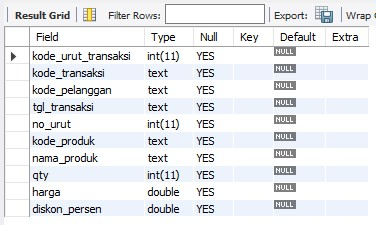 Result Grid Filter Rows: Export: Wrap
Field Type Null Key Default Extra
kode_urut_transaksi int(11) YES NULL
kode_transaksi text YES NULL
kode_pelanggan text YES NULL
tgl_transaksi text YES NULL
no_urut int(11) YES NULL
kode_produk text YES NULL
nama_produk text YES NULL
qty int(11) YES NULL
harga double YES NULL
diskon_persen double YES NULL